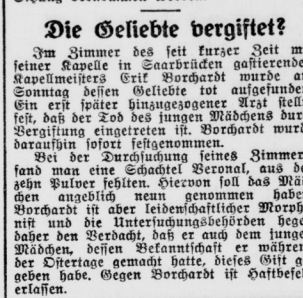 Die Geliebte vergiftet?
Im Zimmer des seit kurzer Zeit m
seiner Kapelle in Saarbrücken gastierende
Kapellmeisters Erik Borchardt wurde a
Sonntag dessen Geliebte tot aufgefunden
Ein erst später hinzugezogener Arzt stell
fest, daß der Tod des jungen Mädchens durc
Vergiftung eingetreten ist. Borchardt wurd
daraufhin sofort festgenommen.
Bei der Durchsuchung seines Zimmer
fand man eine Schachtel Veronal, aus de
zehn Pulver fehlten. Hiervon soll das Mäd
chen angeblich neun genommen habe
Borchardt ist aber leidenschaftlicher Morph
nist und die Untersuchungsbehörden hege
daher den Verdacht, daß er auch dem junge
Mädchen, dessen Bekanntschaft er währen
der Ostertage gemacht hatte, dieses Gift g
geben habe. Gegen Borchardt ist Haftbefeh
erlassen.